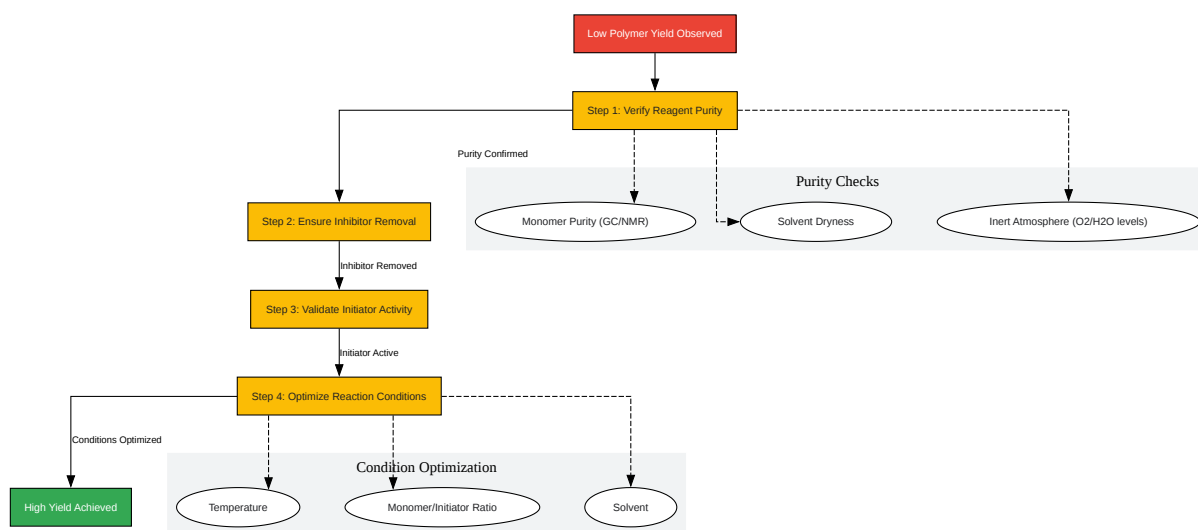 Low Polymer Yield Observed
Step 1: Verify Reagent Purity
Purity Confirmed
Purity Checks
Monomer Purity (GC/NMR)
Solvent Dryness
Inert Atmosphere (O2/H2O levels)
Step 2: Ensure Inhibitor Removal
Inhibitor Removed
Step 3: Validate Initiator Activity
Initiator Active
Step 4: Optimize Reaction Conditions
Conditions Optimized
Condition Optimization
High Yield Achieved
Temperature
Monomer/Initiator Ratio
Solvent